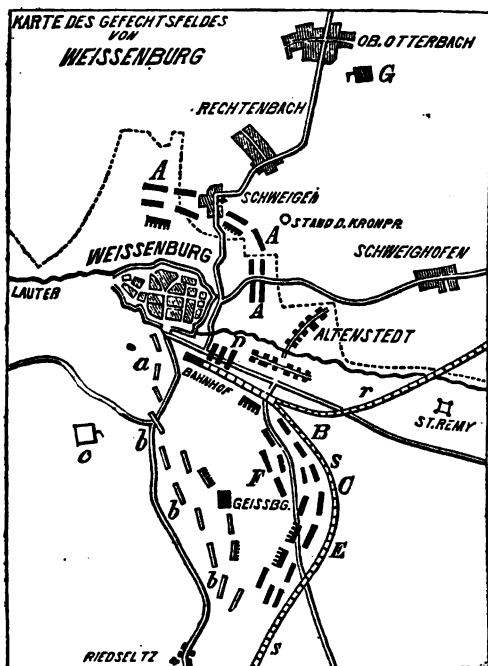 KARTE DES GEFECHTSFELDES
VON
WEISSENBURG
OB. OTTERBACH
G
RECHTENBACH
A
SCHWEIGEN
STAND D. KRONPR.
A
WEISSENBURG
SCHWEIGHOFEN
LAUTER
A
ALTENSTEDT
D
a
BAHNHOF
r
ST. REMY
B
c
b
s
F
C
b
GEISSBG.
E
b
s
RIEDSELTZ